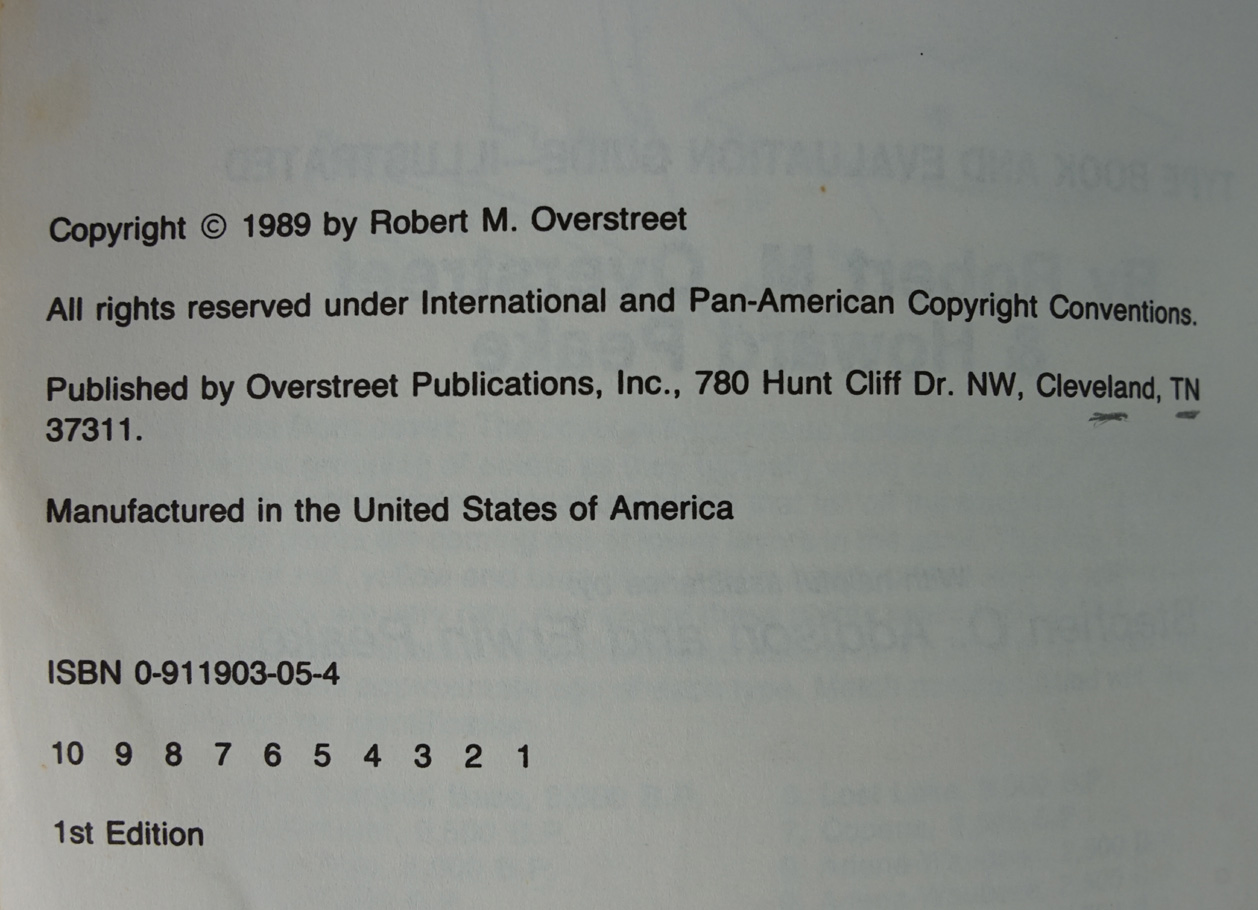 Copyright © 1989 by Robert M. Overstreet
All rights reserved under International and Pan-American Copyright Conventions.
Published by Overstreet Publications, Inc., 780 Hunt Cliff Dr. NW, Cleveland, TN
37311.
Manufactured in the United States of America
ISBN 0-911903-05-4
10 9 8 7 6 5 4 3 2 1
1st Edition